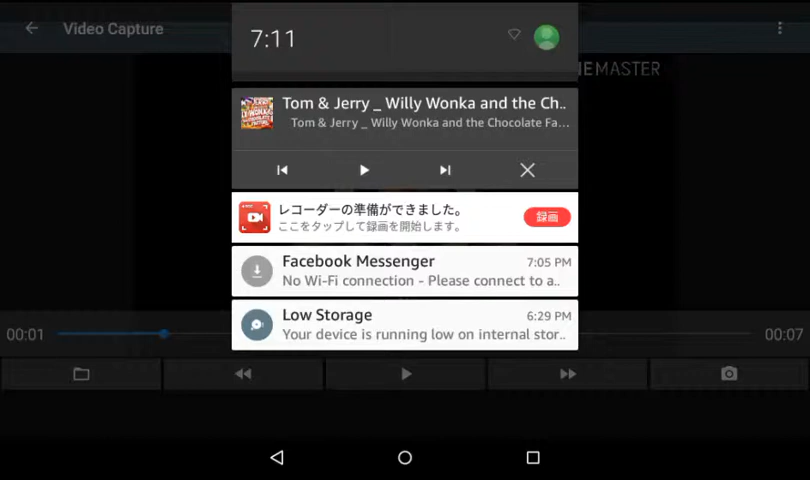 Video Capture
7:11
NEMASTER
Tom & Jerry _ Willy Wonka and the Ch..
Tom & Jerry _ Willy Wonka and the Chocolate Fa...
レコーダーの準備ができました。
ここをタップして録画を開始します。
録画
Facebook Messenger
7:05 PM
No Wi-Fi connection - Please connect to a..
Low Storage
6:29 PM
Your device is running low on internal stor..
00:01
00:07